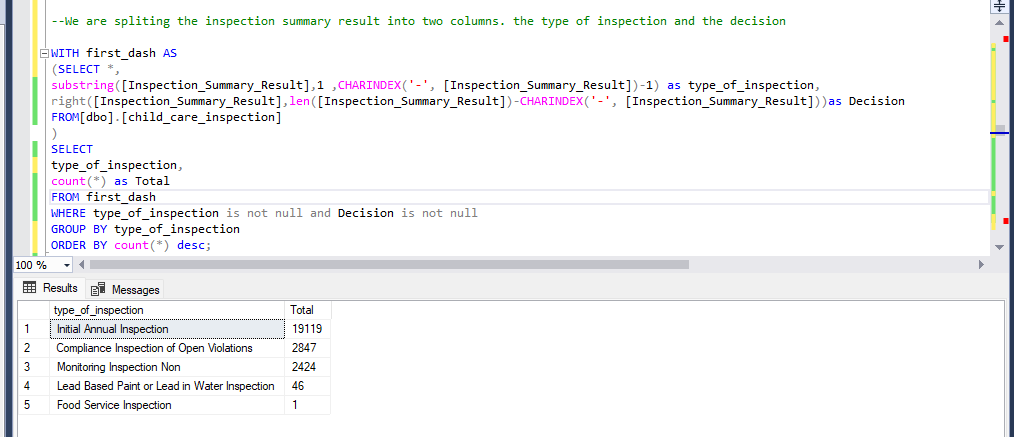 --We are spliting the inspection summary result into two columns. the type of inspection and the decision
WITH first_dash AS
(SELECT *,
substring([Inspection_Summary_Result],1 ,CHARINDEX('-', [Inspection_Summary_Result])-1) as type_of_inspection,
right([Inspection_Summary_Result],len([Inspection_Summary_Result])-CHARINDEX('-', [Inspection_Summary_Result]))as Decision
FROM[dbo].[child_care_inspection]
)
SELECT
type_of_inspection,
count(*) as Total
FROM first_dash
WHERE type_of_inspection is not null and Decision is not null
GROUP BY type_of_inspection
ORDER BY count(*) desc;
100 %
Results Messages
type_of_inspection Total
1 Initial Annual Inspection 19119
2 Compliance Inspection of Open Violations 2847
3 Monitoring Inspection Non 2424
4 Lead Based Paint or Lead in Water Inspection 46
5 Food Service Inspection 1